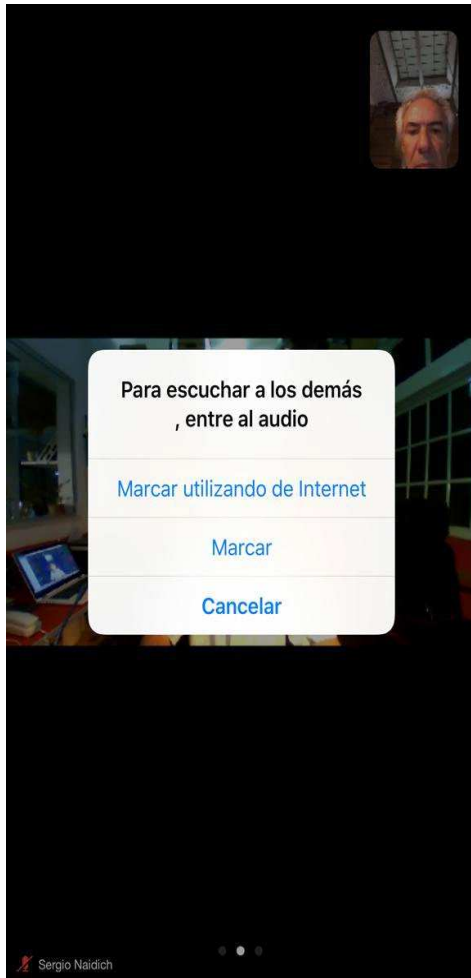 Para escuchar a los demás
, entre al audio
Marcar utilizando de Internet
Marcar
Cancelar
Sergio Naidich